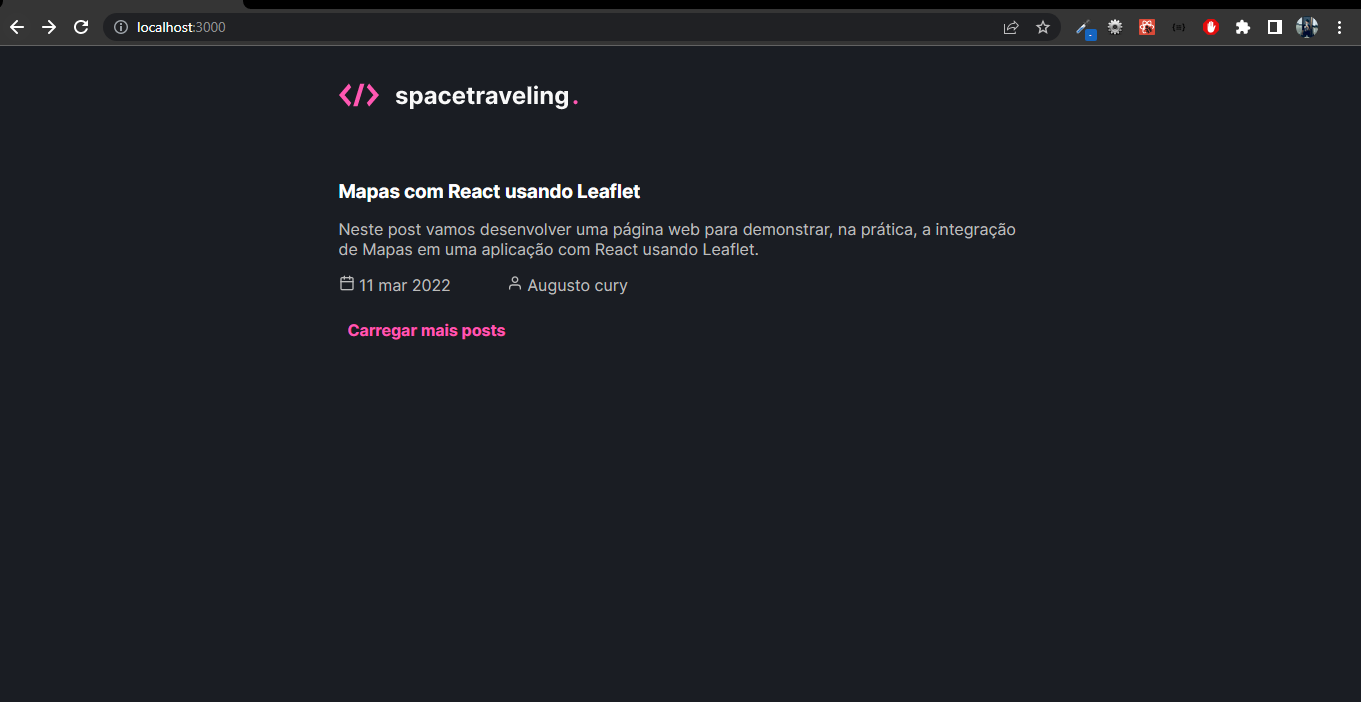 localhost:3000
</> spacetraveling.
Mapas com React usando Leaflet
Neste post vamos desenvolver uma página web para demonstrar, na prática, a integração
de Mapas em uma aplicação com React usando Leaflet.
11 mar 2022 Augusto cury
Carregar mais posts